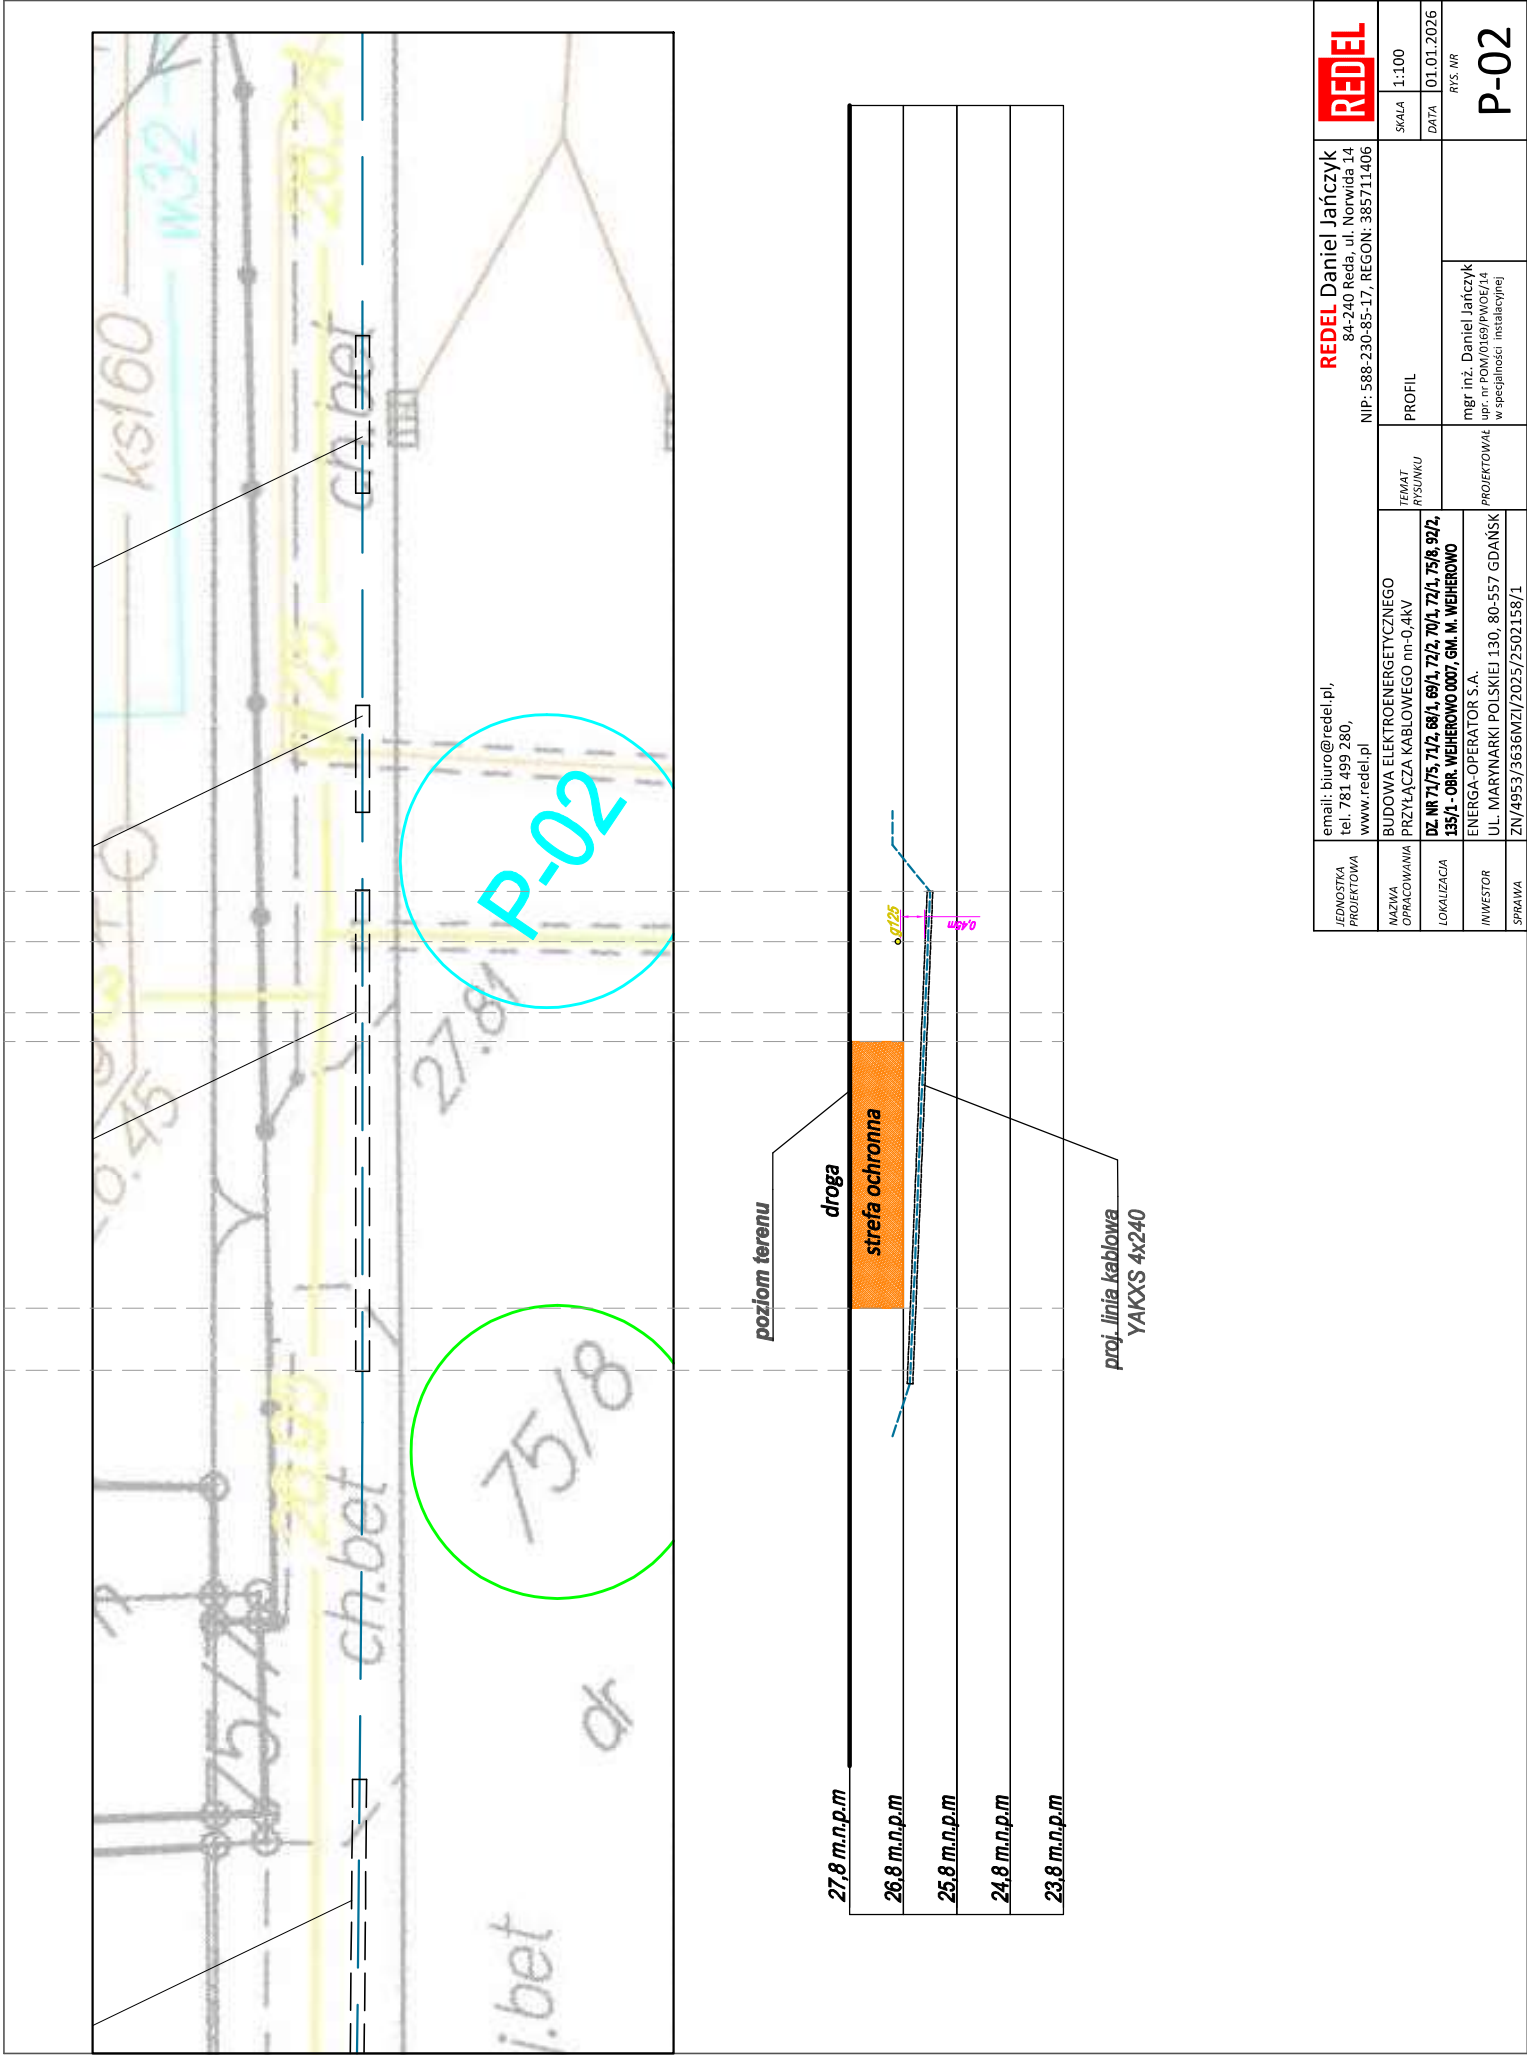 ks160
w32
ch.bet
27.81
P-02
75/8
ch.bet
dr
j.bet
poziom terenu
droga
strefa ochronna
g125
0,45m
proj. linia kablowa
YAKXS 4x240
27,8 m.n.p.m
26,8 m.n.p.m
25,8 m.n.p.m
24,8 m.n.p.m
23,8 m.n.p.m
JEDNOSTKA
PROJEKTOWA
email: biuro@redel.pl,
tel. 781 499 280,
www.redel.pl
REDEL Daniel Jańczyk
84-240 Reda, ul. Norwida 14
NIP: 588-230-85-17, REGON: 385711406
REDEL
NAZWA
OPRACOWANIA
BUDOWA ELEKTROENERGETYCZNEGO
PRZYŁĄCZA KABLOWEGO nn-0,4kV
TEMAT
RYSUNKU
PROFIL
SKALA
1:100
DATA
01.01.2026
LOKALIZACJA
DZ. NR 71/75, 71/2, 68/1, 69/1, 72/2, 70/1, 72/1, 75/8, 92/2,
135/1 - OBR. WEJHEROWO 0007, GM. M. WEJHEROWO
INWESTOR
ENERGA-OPERATOR S.A.
UL. MARYNARKI POLSKIEJ 130, 80-557 GDAŃSK
PROJEKTOWAŁ
mgr inż. Daniel Jańczyk
upr. nr POM/0169/PWOE/14
w specjalności instalacyjnej
RYS. NR
P-02
SPRAWA
ZN/4953/3636MZI/2025/2502158/1